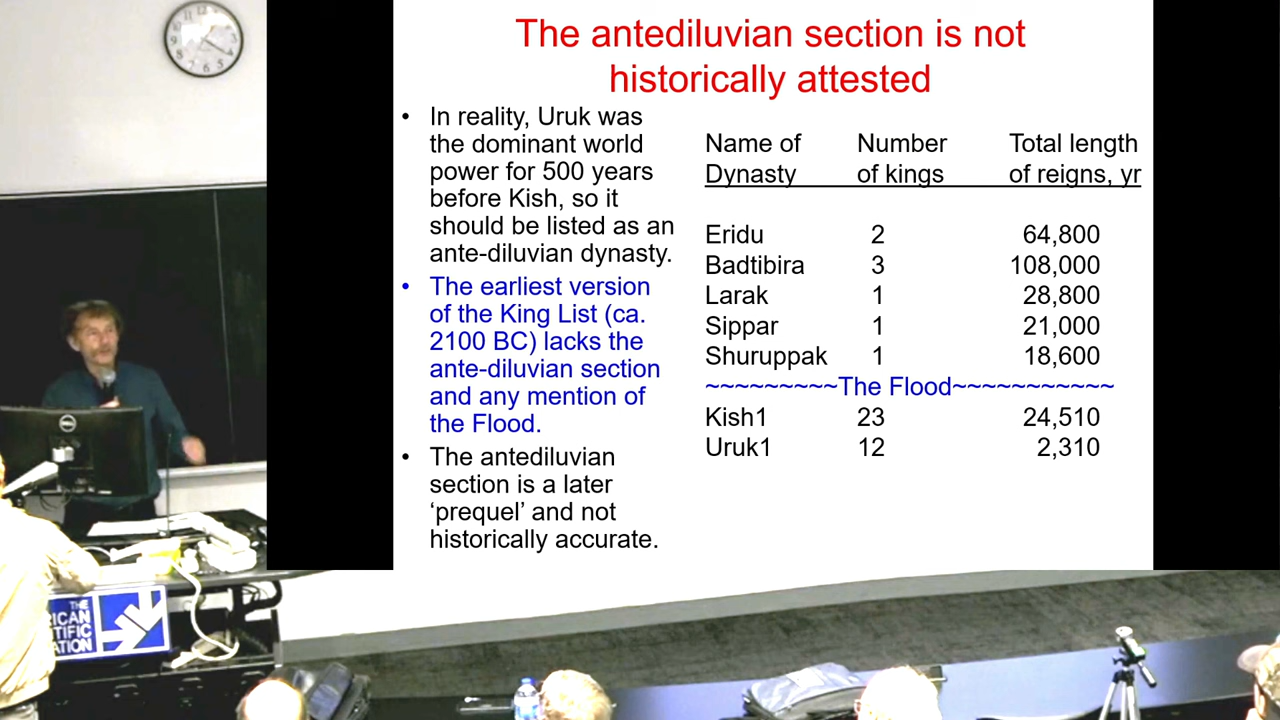 The antediluvian section is not
historically attested
• In reality, Uruk was
the dominant world
power for 500 years
before Kish, so it
should be listed as an
ante-diluvian dynasty.
• The earliest version
of the King List (ca.
2100 BC) lacks the
ante-diluvian section
and any mention of
the Flood.
• The antediluvian
section is a later
‘prequel’ and not
historically accurate.
Name of Number Total length
Dynasty of kings of reigns, yr
Eridu 2 64,800
Badtibira 3 108,000
Larak 1 28,800
Sippar 1 21,000
Shuruppak 1 18,600
~~~~~~~~~The Flood~~~~~~~~~~~
Kish1 23 24,510
Uruk1 12 2,310
DELL
THE
RICAN
TIFIC
ATION